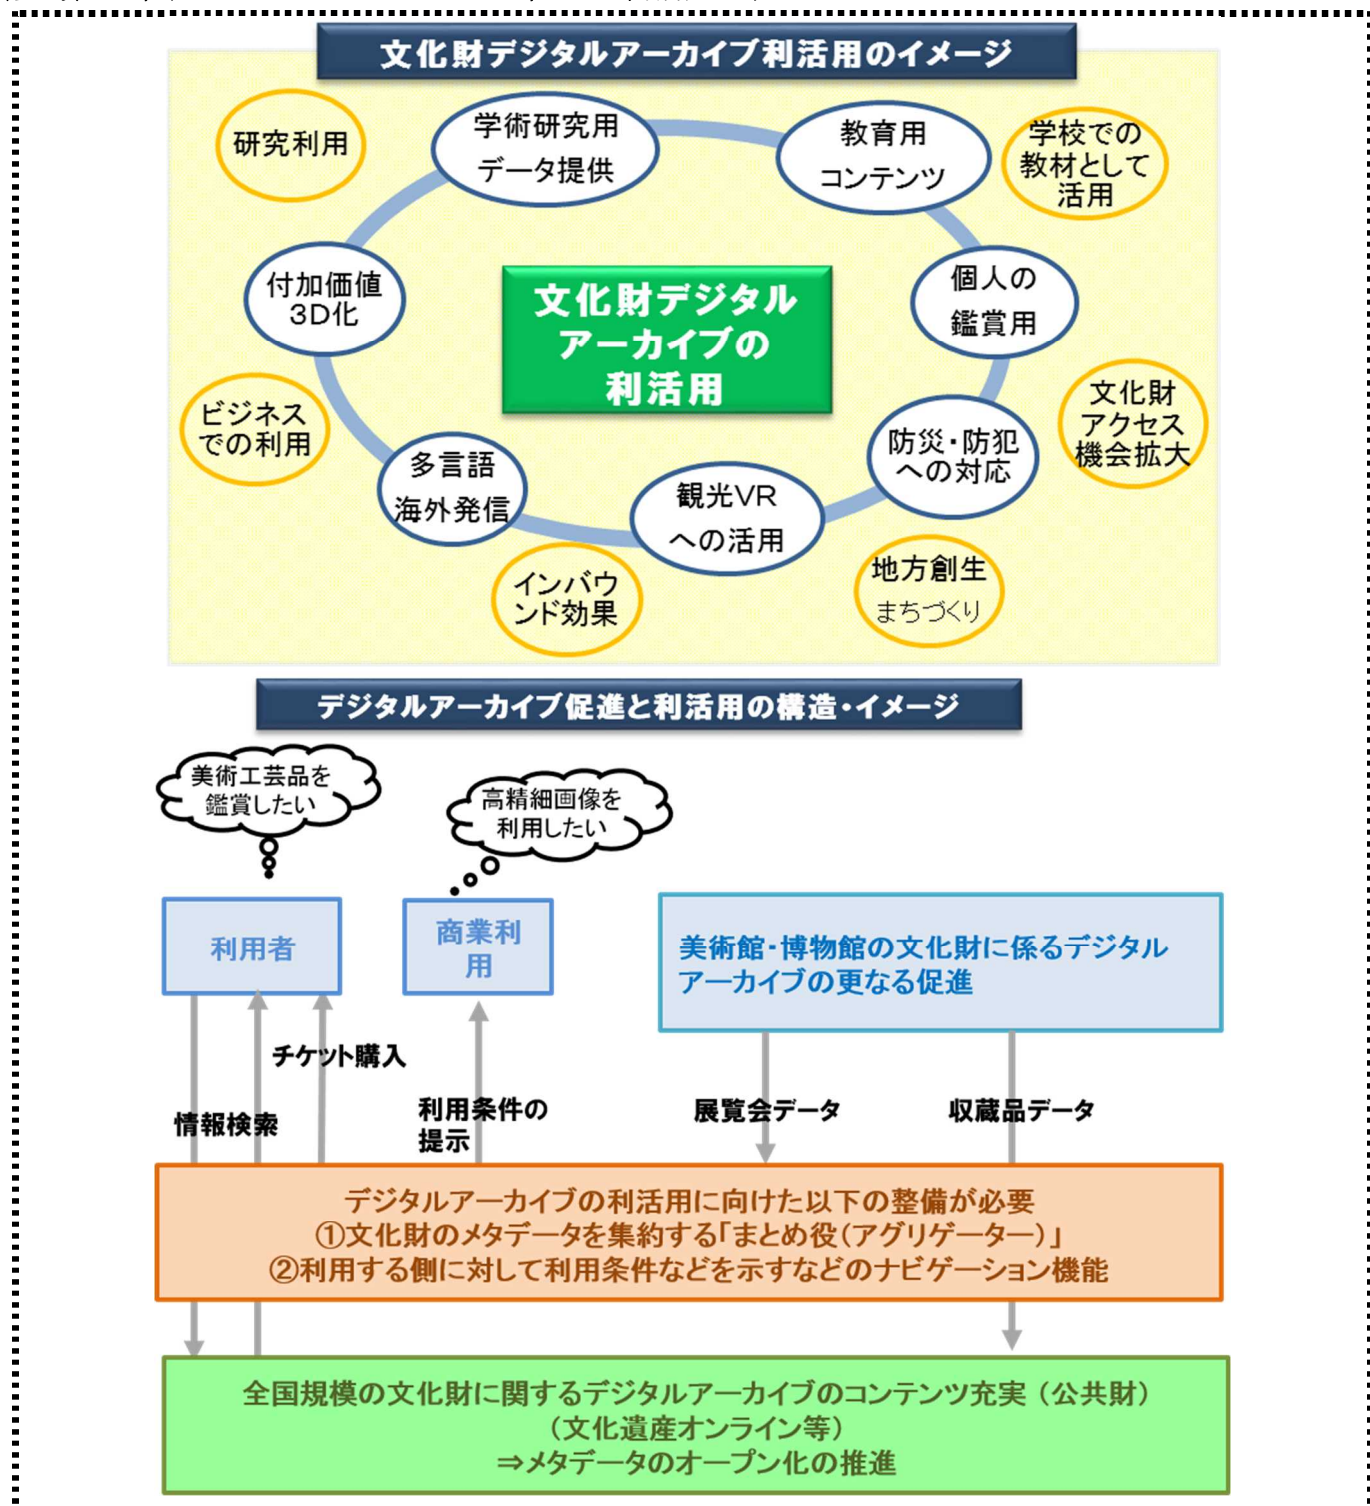 文化財デジタルアーカイブ利活用のイメージ
研究利用
学術研究用
データ提供
教育用
コンテンツ
学校での
教材として
活用
付加価値
3D化
文化財デジタル
アーカイブの
利活用
個人の
鑑賞用
ビジネス
での利用
多言語
海外発信
観光VR
への活用
防災・防犯
への対応
文化財
アクセス
機会拡大
インバウ
ンド効果
地方創生
まちづくり
デジタルアーカイブ促進と利活用の構造・イメージ
美術工芸品を
鑑賞したい
高精細画像を
利用したい
利用者
商業利
用
美術館・博物館の文化財に係るデジタル
アーカイブの更なる促進
チケット購入
情報検索
利用条件の
提示
展覧会データ
収蔵品データ
デジタルアーカイブの利活用に向けた以下の整備が必要
①文化財のメタデータを集約する「まとめ役（アグリゲーター）」
②利用する側に対して利用条件などを示すなどのナビゲーション機能
全国規模の文化財に関するデジタルアーカイブのコンテンツ充実（公共財）
（文化遺産オンライン等）
⇒メタデータのオープン化の推進